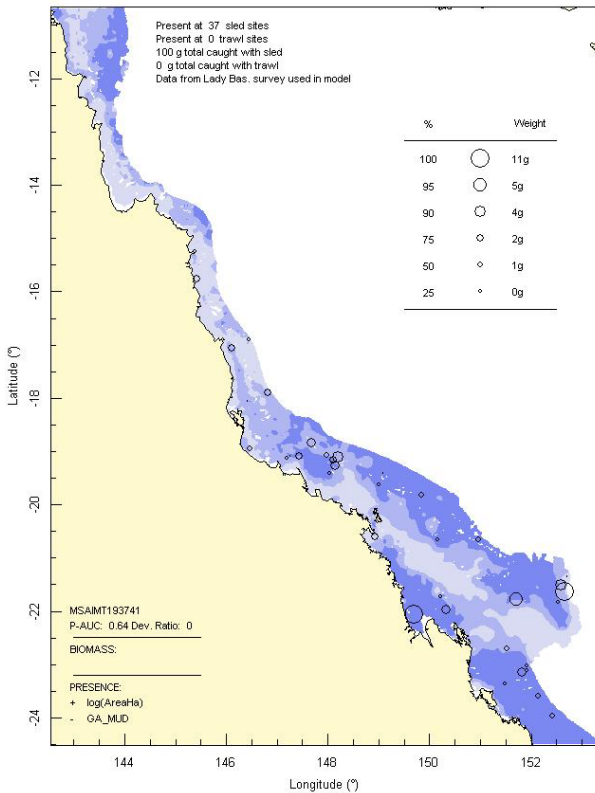 Present at 37 sled sites
Present at 0 trawl sites
100 g total caught with sled
0 g total caught with trawl
Data from Lady Bas. survey used in model
% Weight
100 11g
95 5g
90 4g
75 2g
50 1g
25 0g
-12
-14
-16
-18
-20
-22
-24
Latitude (°)
MSAIMT193741
P-AUC: 0.64 Dev. Ratio: 0
BIOMASS:
PRESENCE:
+ log(AreaHa)
- GA_MUD
144 146 148 150 152
Longitude (°)